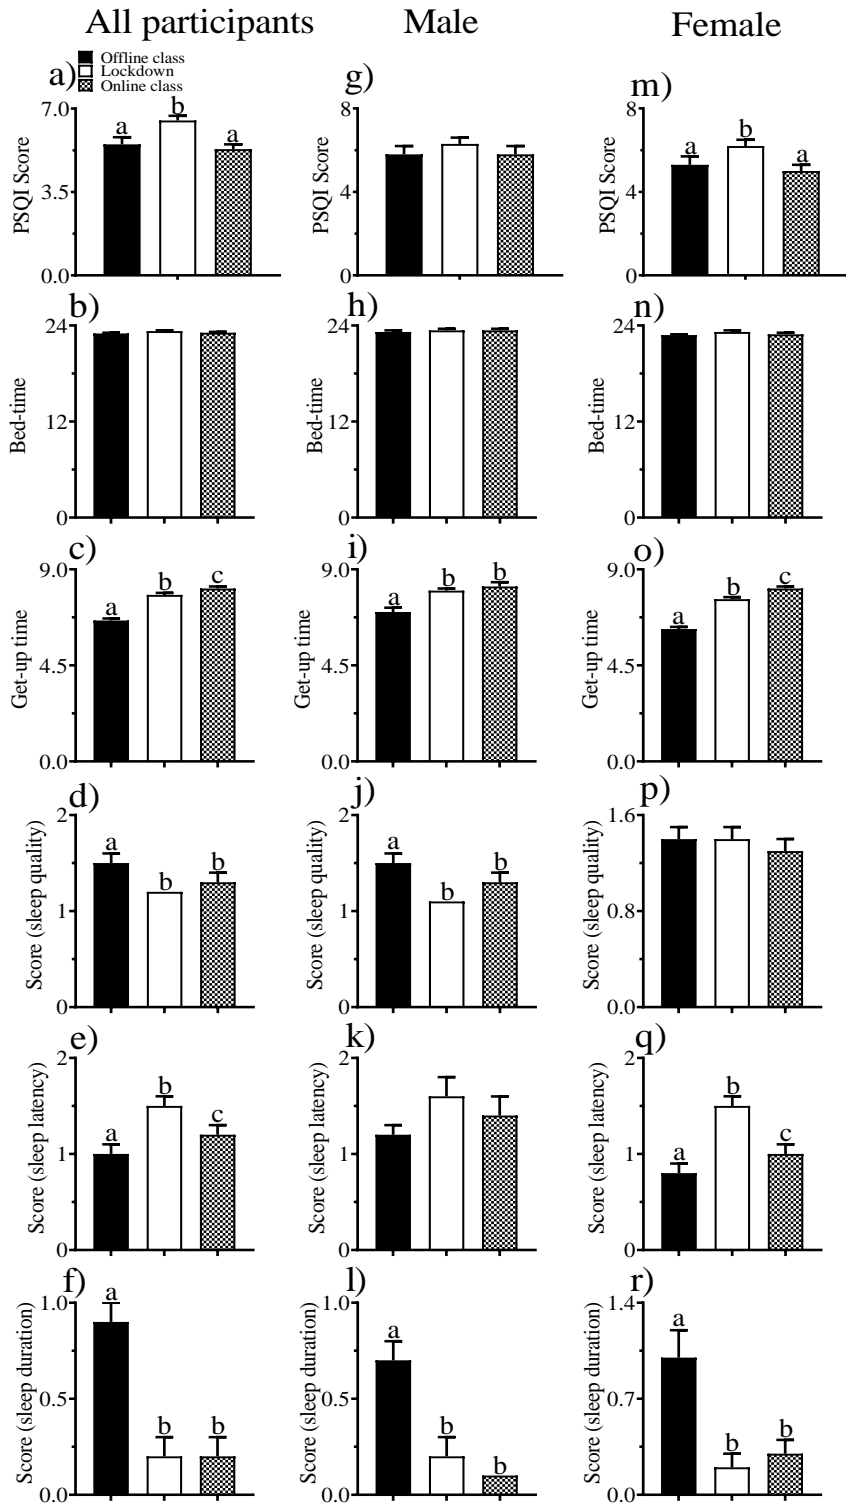 All participants Male Female
Offline class
Lockdown
Online class
a) g) m)
7.0 8 8
a b a a b a
PSQI Score PSQI Score PSQI Score
3.5 4 4
0.0 0 0
b) h) n)
24 24 24
Bed-time Bed-time Bed-time
12 12 12
0 0 0
c) i) o)
9.0 9.0 9.0
a b c a b b a b c
Get-up time Get-up time Get-up time
4.5 4.5 4.5
0.0 0.0 0.0
d) j) p)
2 2 1.6
a b b a b b
Score (sleep quality) Score (sleep quality) Score (sleep quality)
1 1 0.8
0 0 0.0
e) k) q)
2 2 2
a b c a b c
Score (sleep latency) Score (sleep latency) Score (sleep latency)
1 1 1
0 0 0
f) l) r)
1.0 1.0 1.4
a b b a b b a b b
Score (sleep duration) Score (sleep duration) Score (sleep duration)
0.5 0.5 0.7
0.0 0.0 0.0